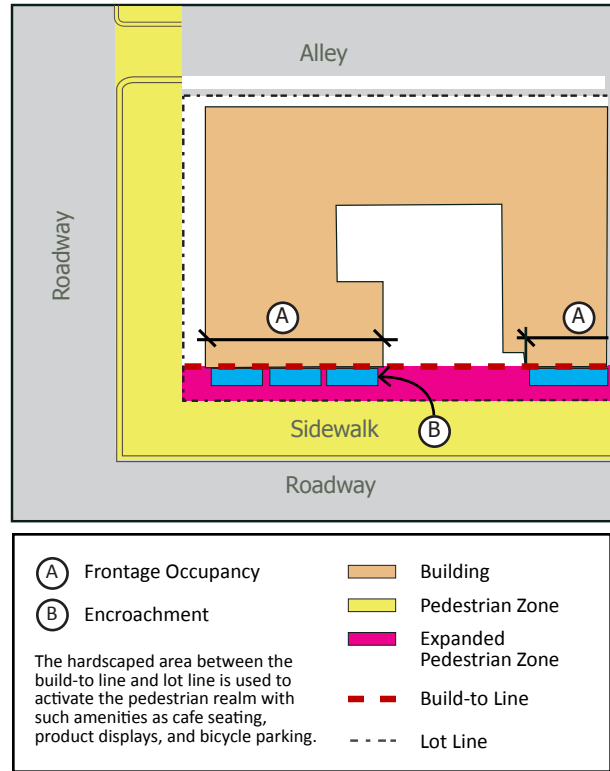 Alley
Roadway
A
A
B
Sidewalk
Roadway
A Frontage Occupancy
B Encroachment
The hardscaped area between the
build-to line and lot line is used to
activate the pedestrian realm with
such amenities as cafe seating,
product displays, and bicycle parking.
Building
Pedestrian Zone
Expanded
Pedestrian Zone
Build-to Line
Lot Line